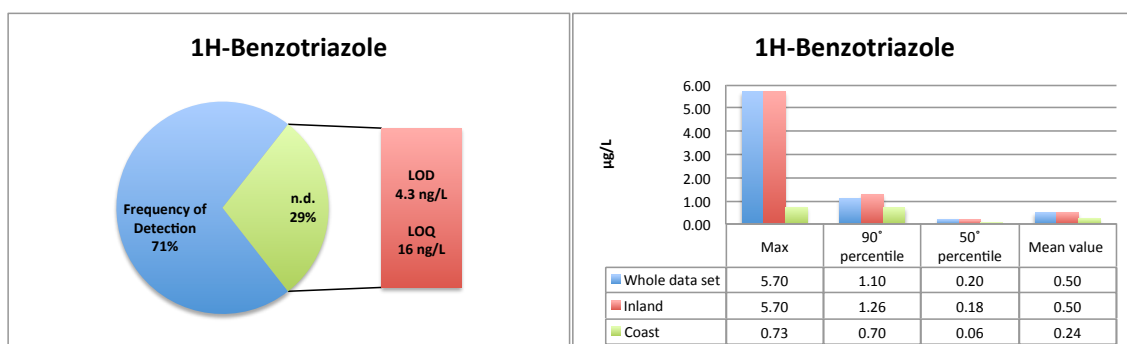 1H-Benzotriazole
Frequency of
Detection
71%
n.d.
29%
LOD
4.3 ng/L
LOQ
16 ng/L
1H-Benzotriazole
µg/L
6.00
5.00
4.00
3.00
2.00
1.00
0.00
Max 90˚ percentile 50˚ percentile Mean value
Whole data set 5.70 1.10 0.20 0.50
Inland 5.70 1.26 0.18 0.50
Coast 0.73 0.70 0.06 0.24